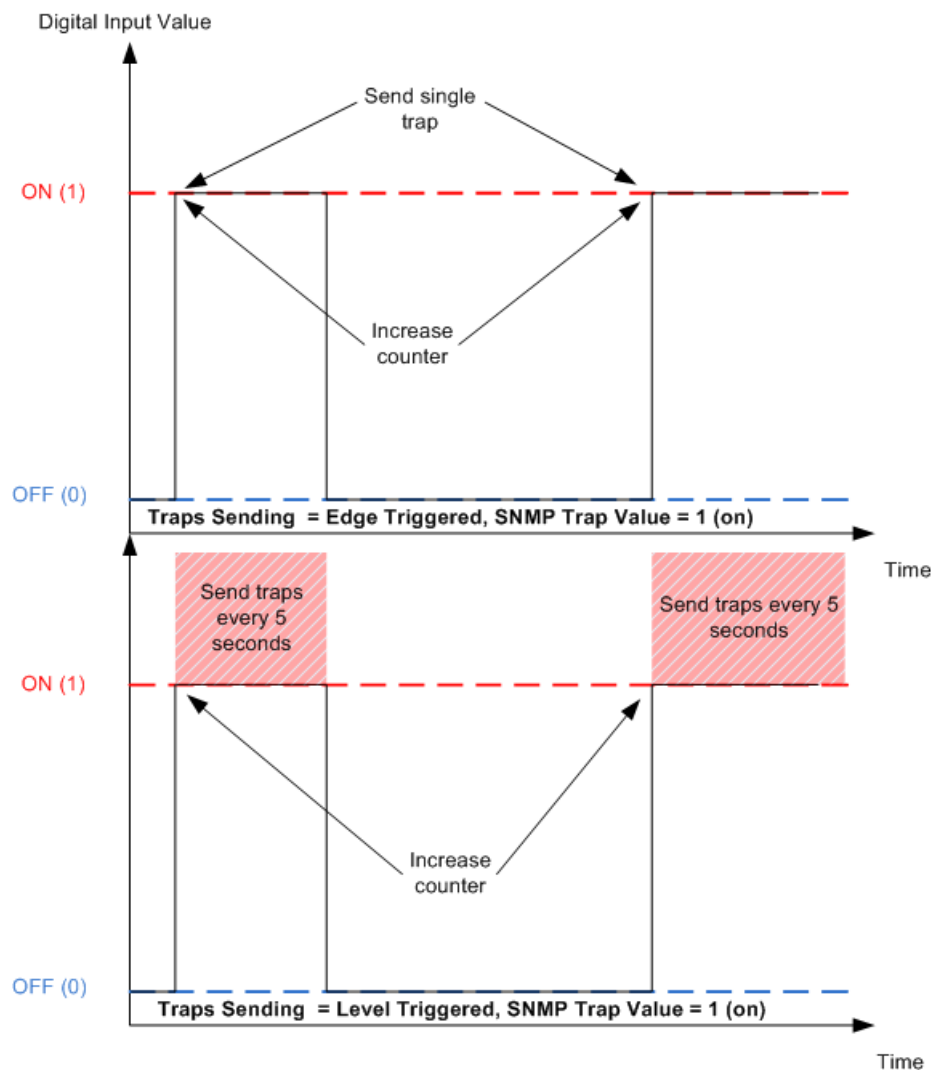 Digital Input Value
Send single
trap
ON (1)
Increase
counter
OFF (0)
Traps Sending = Edge Triggered, SNMP Trap Value = 1 (on)
Time
Send traps
every 5
seconds
Send traps every 5
seconds
ON (1)
Increase
counter
OFF (0)
Traps Sending = Level Triggered, SNMP Trap Value = 1 (on)
Time